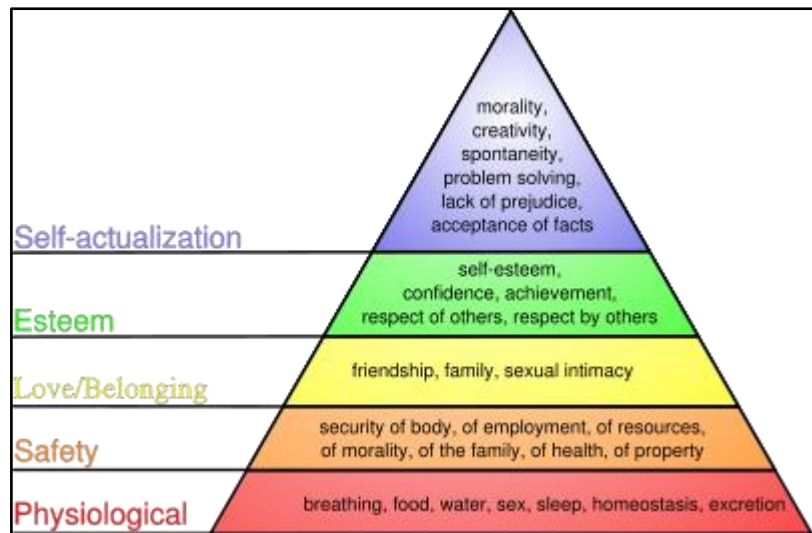 morality,
creativity,
spontaneity,
problem solving,
lack of prejudice,
acceptance of facts
Self-actualization
self-esteem,
confidence, achievement,
respect of others, respect by others
Esteem
friendship, family, sexual intimacy
Love/Belonging
security of body, of employment, of resources,
of morality, of the family, of health, of property
Safety
breathing, food, water, sex, sleep, homeostasis, excretion
Physiological